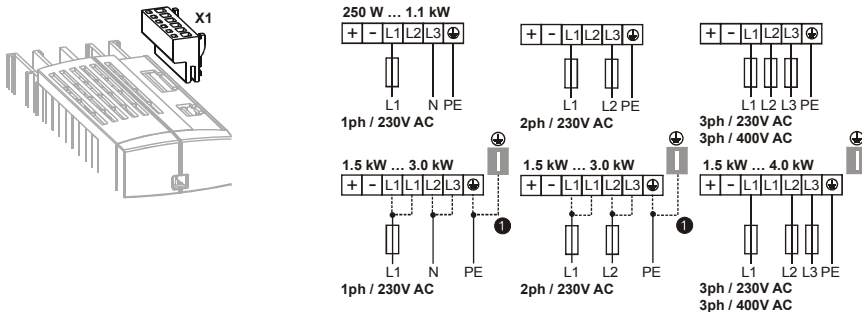 X1
250 W ... 1.1 kW
+ - L1 L2 L3
L1 N PE
1ph / 230V AC
+ - L1 L2 L3
L1 L2 PE
2ph / 230V AC
+ - L1 L2 L3
L1 L2 L3 PE
3ph / 230V AC
3ph / 400V AC
1.5 kW ... 3.0 kW
+ - L1 L1 L2 L3
1
L1 N PE
1ph / 230V AC
1.5 kW ... 3.0 kW
+ - L1 L1 L2 L3
1
L1 L2 PE
2ph / 230V AC
1.5 kW ... 4.0 kW
+ - L1 L1 L2 L3
L1 L2 L3 PE
3ph / 230V AC
3ph / 400V AC